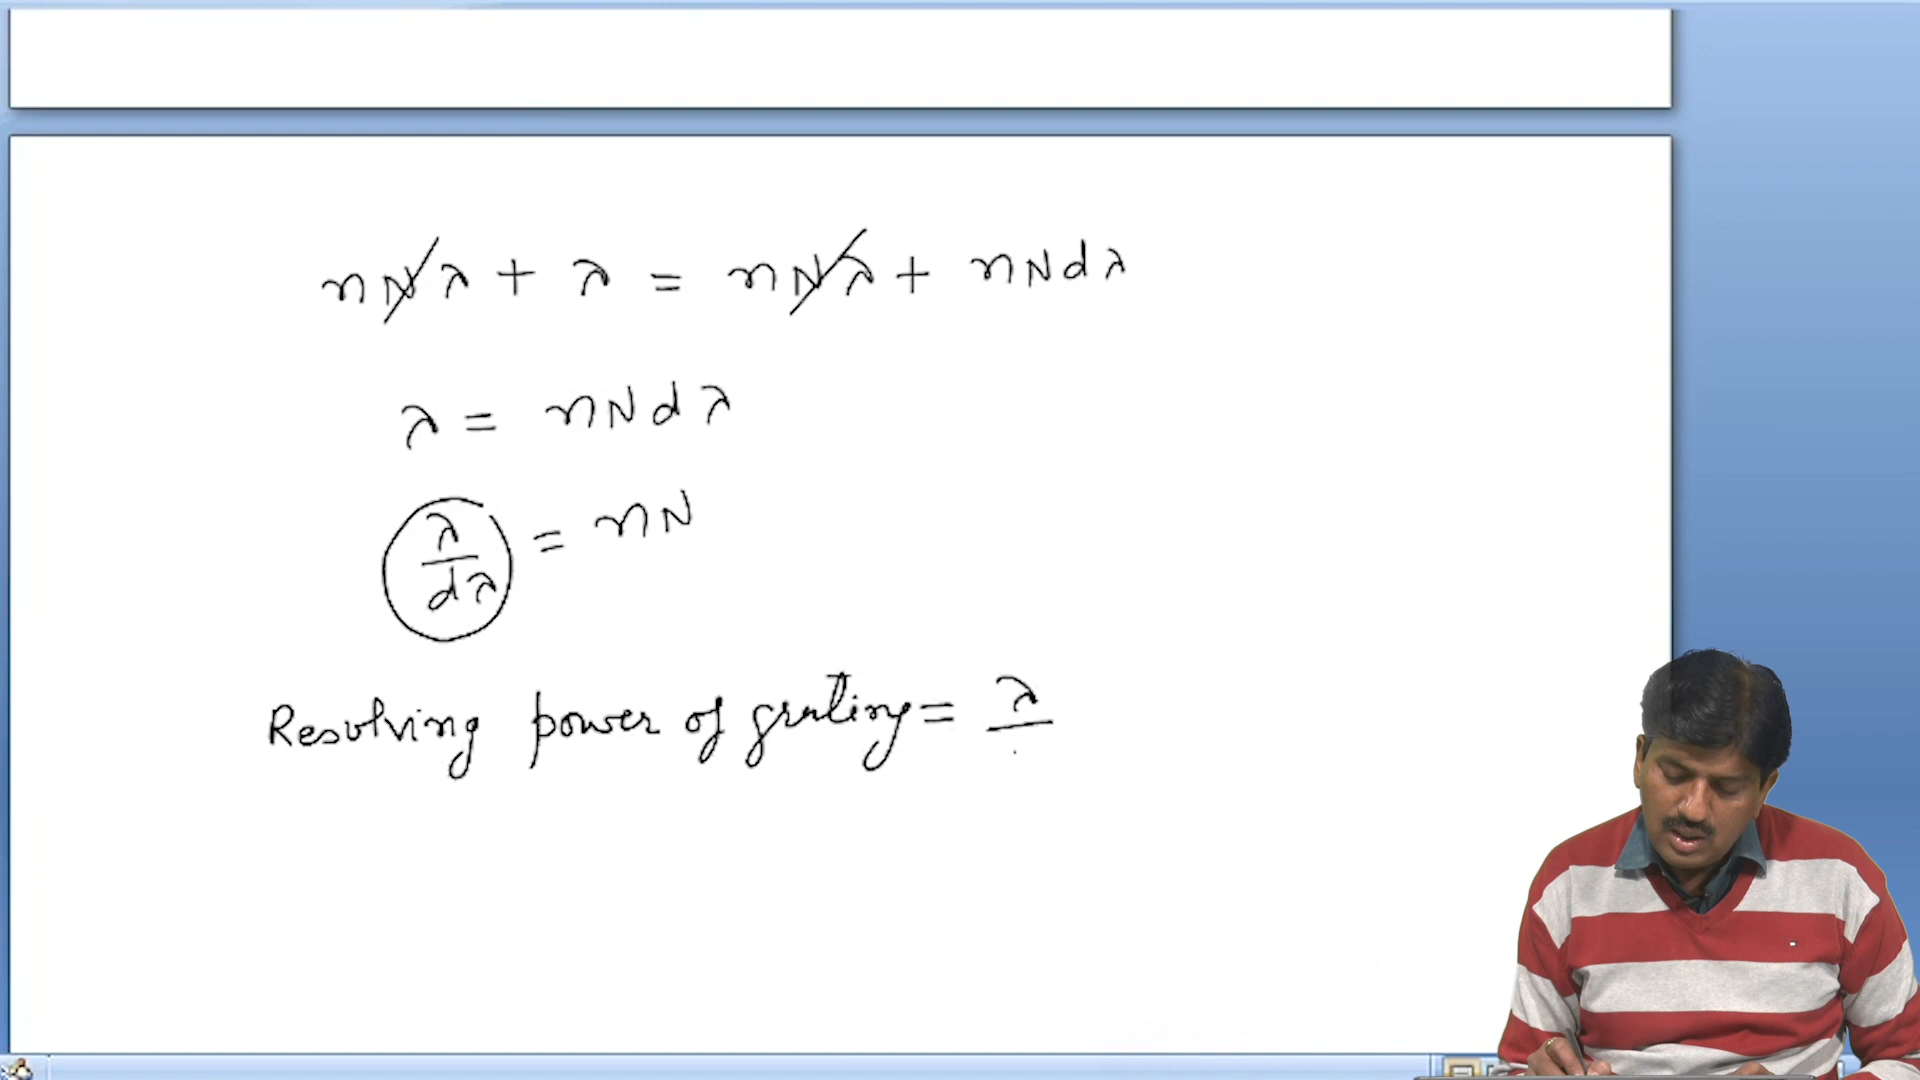 nNλ + λ = nNλ + nNdλ
λ = nNdλ
λ/dλ = nN
Resolving power of grating = λ/